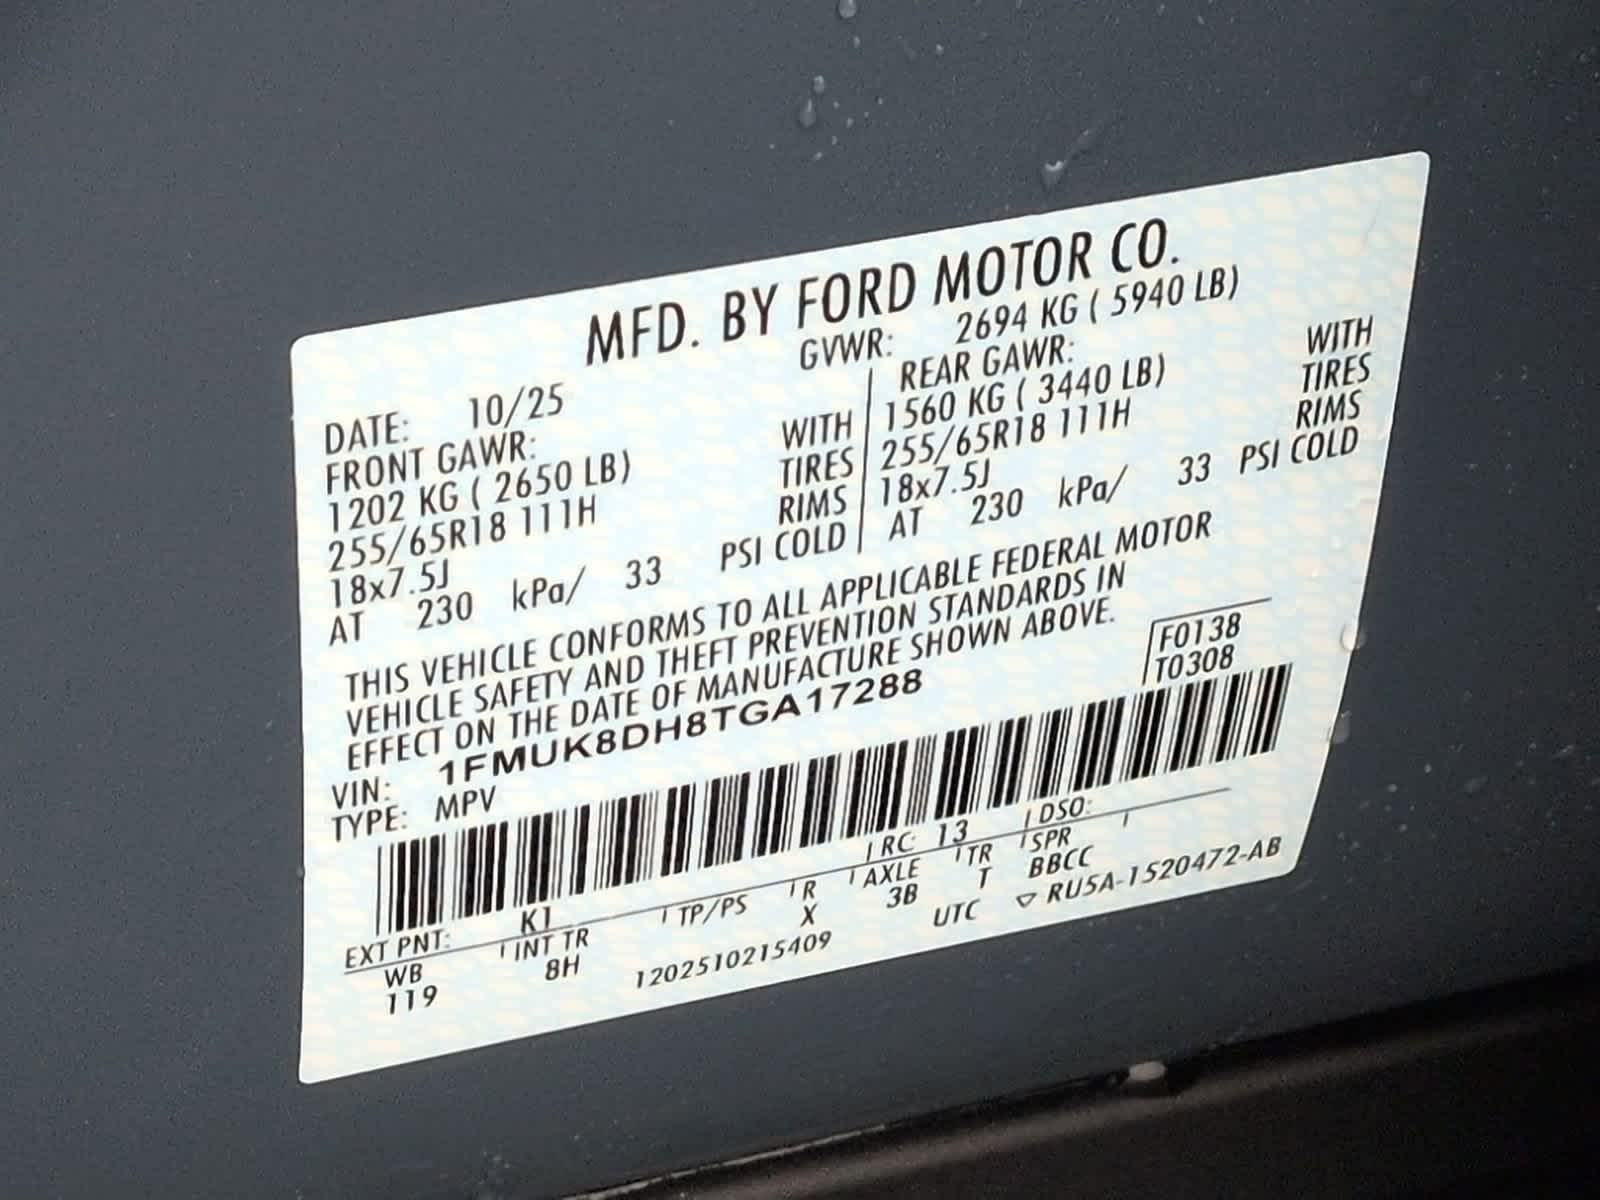 MFD. BY FORD MOTOR CO.
DATE: 10/25 GVWR: 2694 KG ( 5940 LB)
FRONT GAWR: REAR GAWR:
1202 KG ( 2650 LB) WITH 1560 KG ( 3440 LB) WITH
255/65R18 111H TIRES 255/65R18 111H TIRES
18x7.5J RIMS 18x7.5J RIMS
AT 230 kPa/ 33 PSI COLD AT 230 kPa/ 33 PSI COLD
THIS VEHICLE CONFORMS TO ALL APPLICABLE FEDERAL MOTOR
VEHICLE SAFETY AND THEFT PREVENTION STANDARDS IN
EFFECT ON THE DATE OF MANUFACTURE SHOWN ABOVE.
VIN: 1FMUK8DH8TGA17288 F0138
TYPE: MPV T0308
EXT PNT: K1 RC: 13 DSO:
WB INT TR TP/PS R AXLE TR SPR
119 8H X 3B T BBCC
1202510215409 UTC ▽ RU5A-1520472-AB